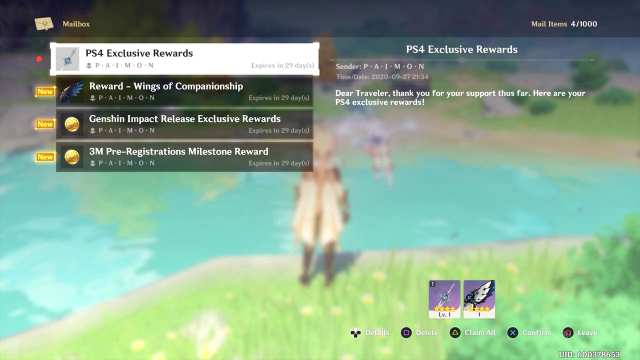 Mailbox
Mail Items 4/1000
PS4 Exclusive Rewards
P·A·I·M·O·N
Expires in 29 day(s)
New
Reward - Wings of Companionship
P·A·I·M·O·N
Expires in 29 day(s)
New
Genshin Impact Release Exclusive Rewards
P·A·I·M·O·N
Expires in 29 day(s)
New
3M Pre-Registrations Milestone Reward
P·A·I·M·O·N
Expires in 29 day(s)
PS4 Exclusive Rewards
Sender: P·A·I·M·O·N
Time/Date: 2020-09-27 21:34
Dear Traveler, thank you for your support thus far. Here are your
PS4 exclusive rewards!
1
Lv. 1
1
Details
Delete
Claim All
Confirm
Leave
UID: 600378653